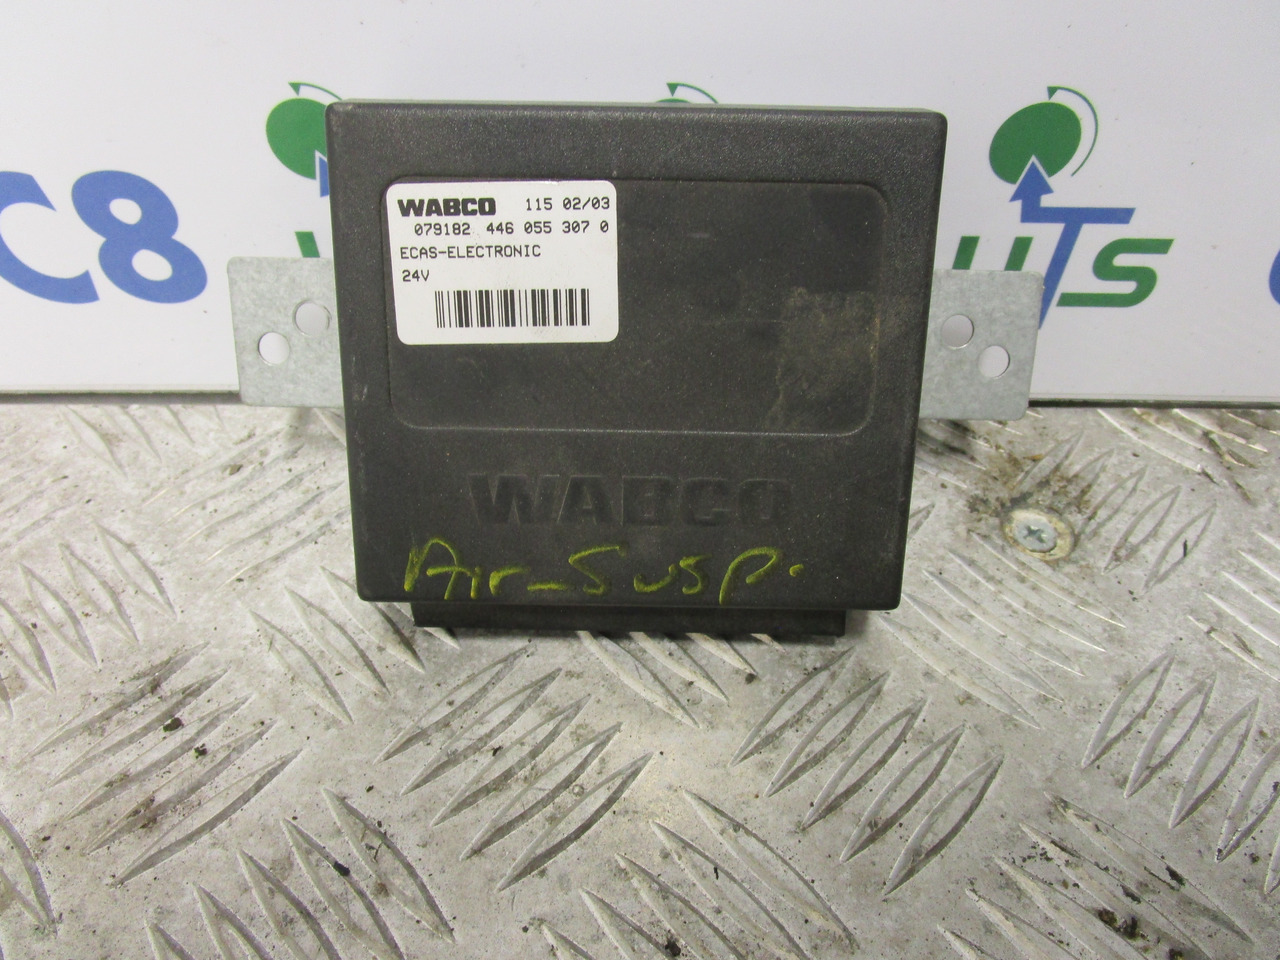 C8
UTS
WABCO 115 02/03
079182 446 055 307 0
ECAS-ELECTRONIC
24V
WABCO
Air-Susp.